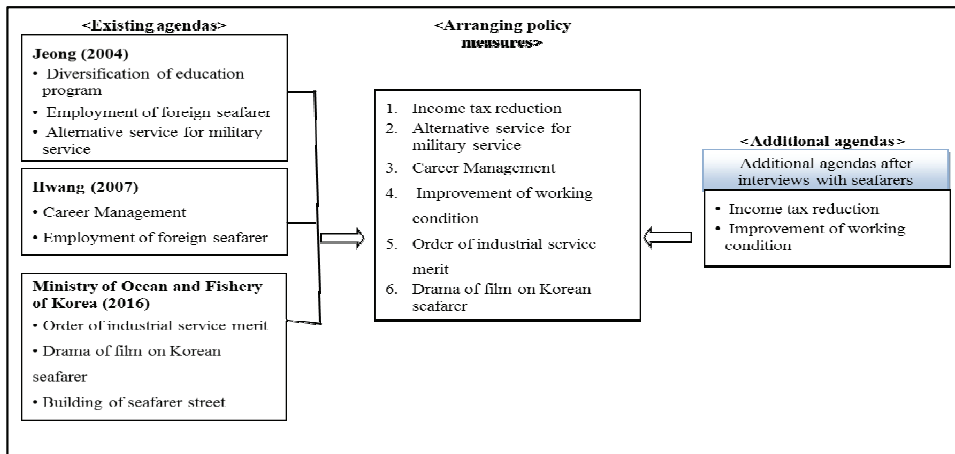 <Existing agendas>
Jeong (2004)
• Diversification of education
program
• Employment of foreign seafarer
• Alternative service for military
service
Hwang (2007)
• Career Management
• Employment of foreign seafarer
Ministry of Ocean and Fishery
of Korea (2016)
• Order of industrial service merit
• Drama of film on Korean
seafarer
• Building of seafarer street
<Arranging policy
measures>
1. Income tax reduction
2. Alternative service for
military service
3. Career Management
4. Improvement of working
condition
5. Order of industrial service
merit
6. Drama of film on Korean
seafarer
<Additional agendas>
Additional agendas after
interviews with seafarers
• Income tax reduction
• Improvement of working
condition